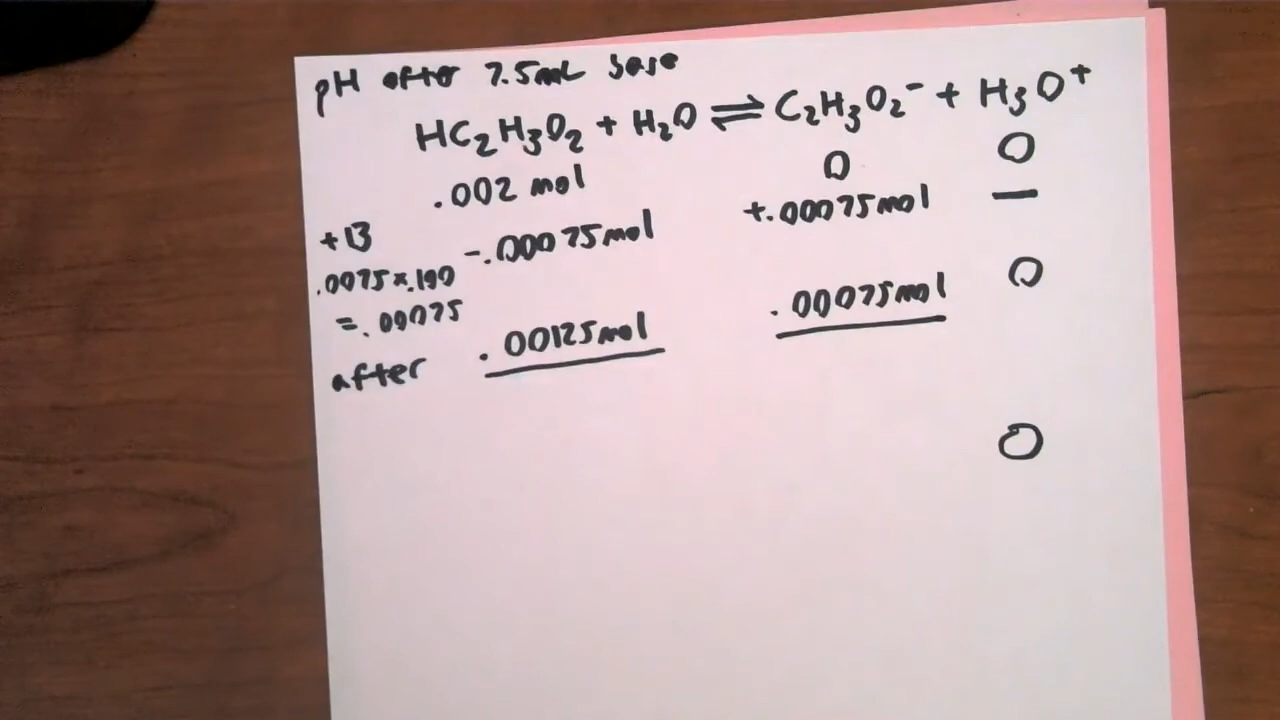 pH after 7.5mL base
HC₂H₃O₂ + H₂O ⇌ C₂H₃O₂⁻ + H₃O⁺
.002 mol 0 0
+B -.00075mol +.00075mol —
.0075 x .100
= .00075 0
after .00125mol .00075mol
0